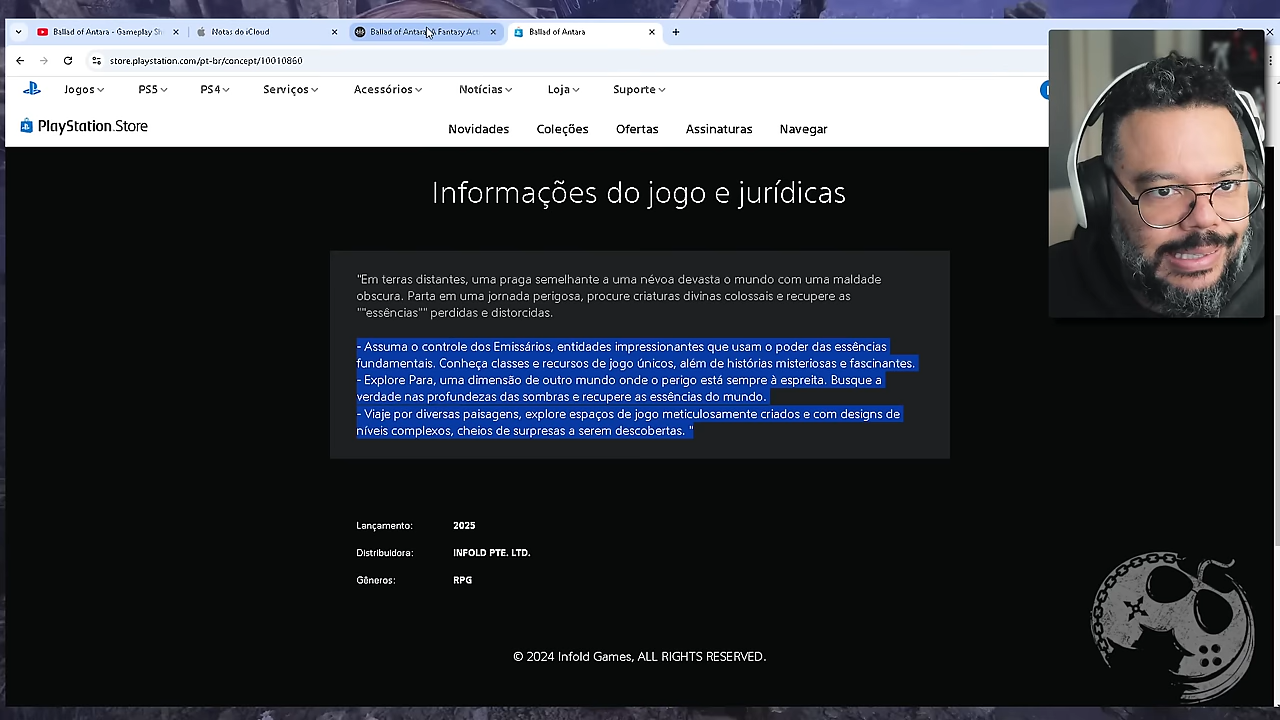 Ballad of Antara - Gameplay Sh
Notas do iCloud
Ballad of Antara A Fantasy Acti
Ballad of Antara
store.playstation.com/pt-br/concept/10010860
Jogos PS5 PS4 Serviços Acessórios Notícias Loja Suporte
PlayStation.Store
Novidades Coleções Ofertas Assinaturas Navegar
Informações do jogo e jurídicas
"Em terras distantes, uma praga semelhante a uma névoa devasta o mundo com uma maldade
obscura. Parta em uma jornada perigosa, procure criaturas divinas colossais e recupere as
""essências"" perdidas e distorcidas.
- Assuma o controle dos Emissários, entidades impressionantes que usam o poder das essências
fundamentais. Conheça classes e recursos de jogo únicos, além de histórias misteriosas e fascinantes.
- Explore Para, uma dimensão de outro mundo onde o perigo está sempre à espreita. Busque a
verdade nas profundezas das sombras e recupere as essências do mundo.
- Viaje por diversas paisagens, explore espaços de jogo meticulosamente criados e com designs de
níveis complexos, cheios de surpresas a serem descobertas. "
Lançamento: 2025
Distribuidora: INFOLD PTE. LTD.
Gêneros: RPG
© 2024 Infold Games, ALL RIGHTS RESERVED.